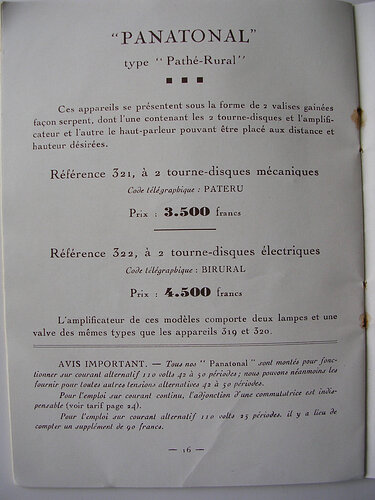 “PANATONAL”
type “ Pathé-Rural ”
Ces appareils se présentent sous la forme de 2 valises gainées
façon serpent, dont l'une contenant les 2 tourne-disques et l'amplifi-
cateur et l'autre le haut-parleur pouvant être placé aux distance et
hauteur désirées.
Référence 321, à 2 tourne-disques mécaniques
Code télégraphique : PATERU
Prix : 3.500 francs
Référence 322, à 2 tourne-disques électriques
Code télégraphique : BIRURAL
Prix : 4.500 francs
L'amplificateur de ces modèles comporte deux lampes et une
valve des mêmes types que les appareils 319 et 320.
AVIS IMPORTANT. — Tous nos “ Panatonal ” sont montés pour fonc-
tionner sur courant alternatif 110 volts 42 à 50 périodes ; nous pouvons néanmoins les
fournir pour toutes autres tensions alternatives 42 à 50 périodes.
Pour l'emploi sur courant continu, l'adjonction d'une commutatrice est indis-
pensable (voir tarif page 24).
Pour l'emploi sur courant alternatif 110 volts 25 périodes, il y a lieu de
compter un supplément de 90 francs.
— 16 —